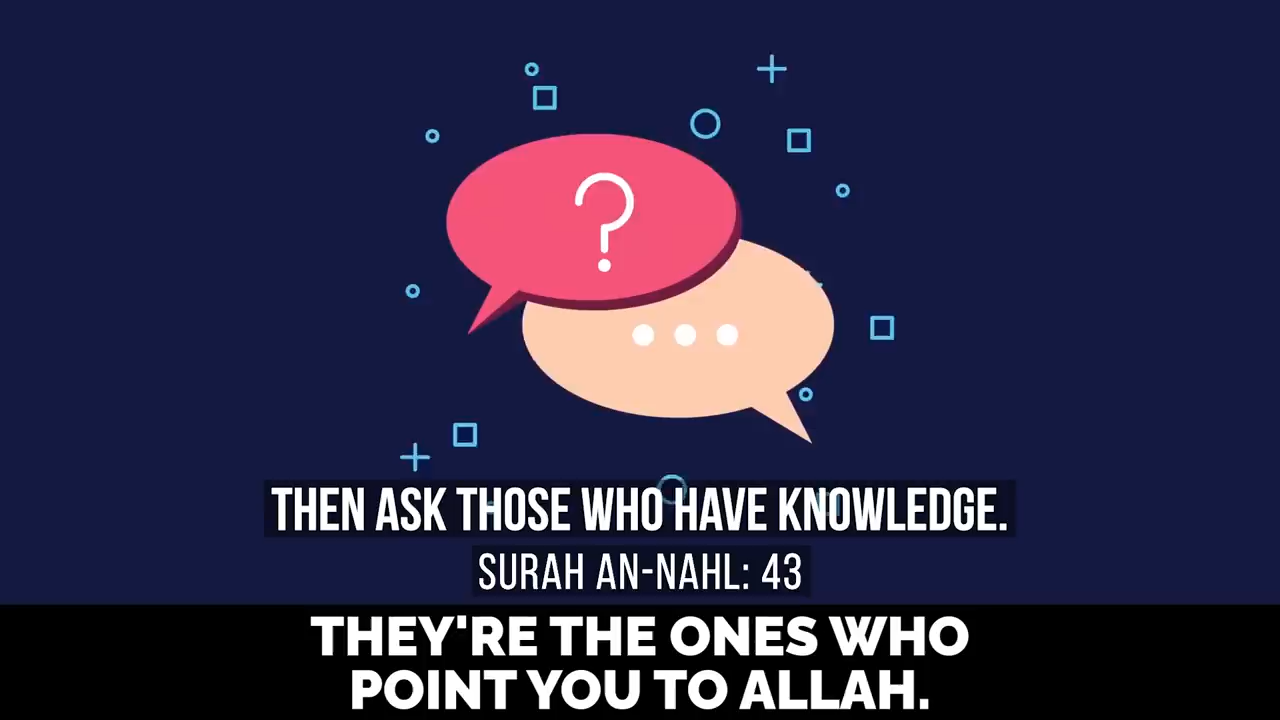 ?
THEN ASK THOSE WHO HAVE KNOWLEDGE.
SURAH AN-NAHL: 43
THEY'RE THE ONES WHO
POINT YOU TO ALLAH.